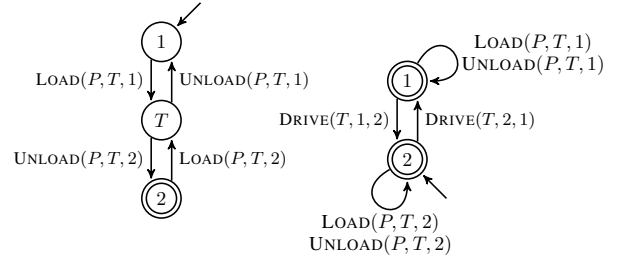 1
LOAD(P, T, 1)
UNLOAD(P, T, 1)
T
UNLOAD(P, T, 2)
LOAD(P, T, 2)
2
LOAD(P, T, 1)
UNLOAD(P, T, 1)
1
DRIVE(T, 1, 2)
DRIVE(T, 2, 1)
2
LOAD(P, T, 2)
UNLOAD(P, T, 2)